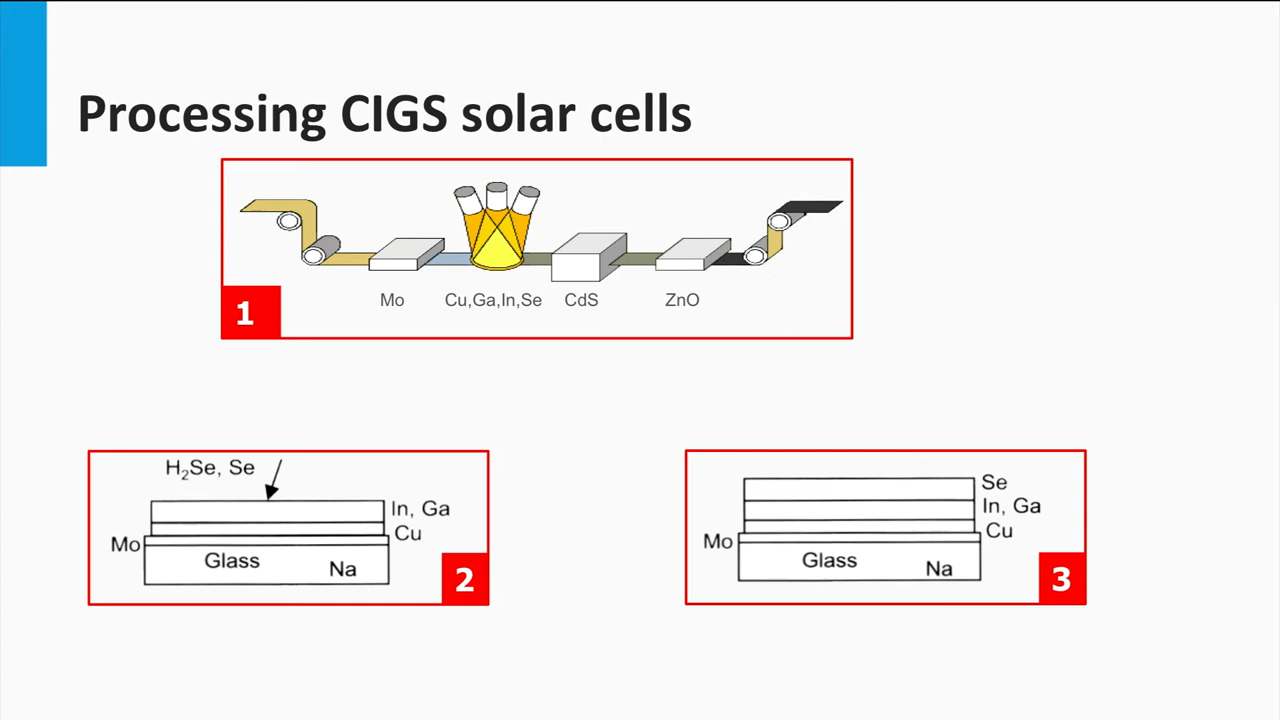 Processing CIGS solar cells
Mo
Cu,Ga,In,Se
CdS
ZnO
1
H₂Se, Se
In, Ga
Cu
Mo
Glass
Na
2
Se
In, Ga
Cu
Mo
Glass
Na
3